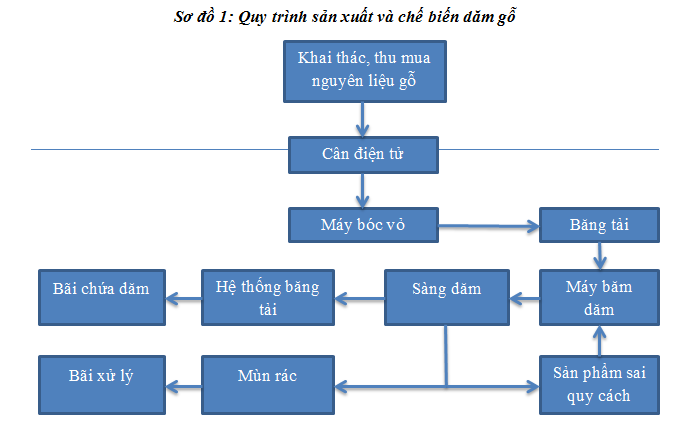 Sơ đồ 1: Quy trình sản xuất và chế biến dăm gỗ
Khai thác, thu mua
nguyên liệu gỗ
Cân điện tử
Máy bóc vỏ
Băng tải
Bãi chứa dăm
Hệ thống băng
tải
Sàng dăm
Máy băm
dăm
Bãi xử lý
Mùn rác
Sản phẩm sai
quy cách